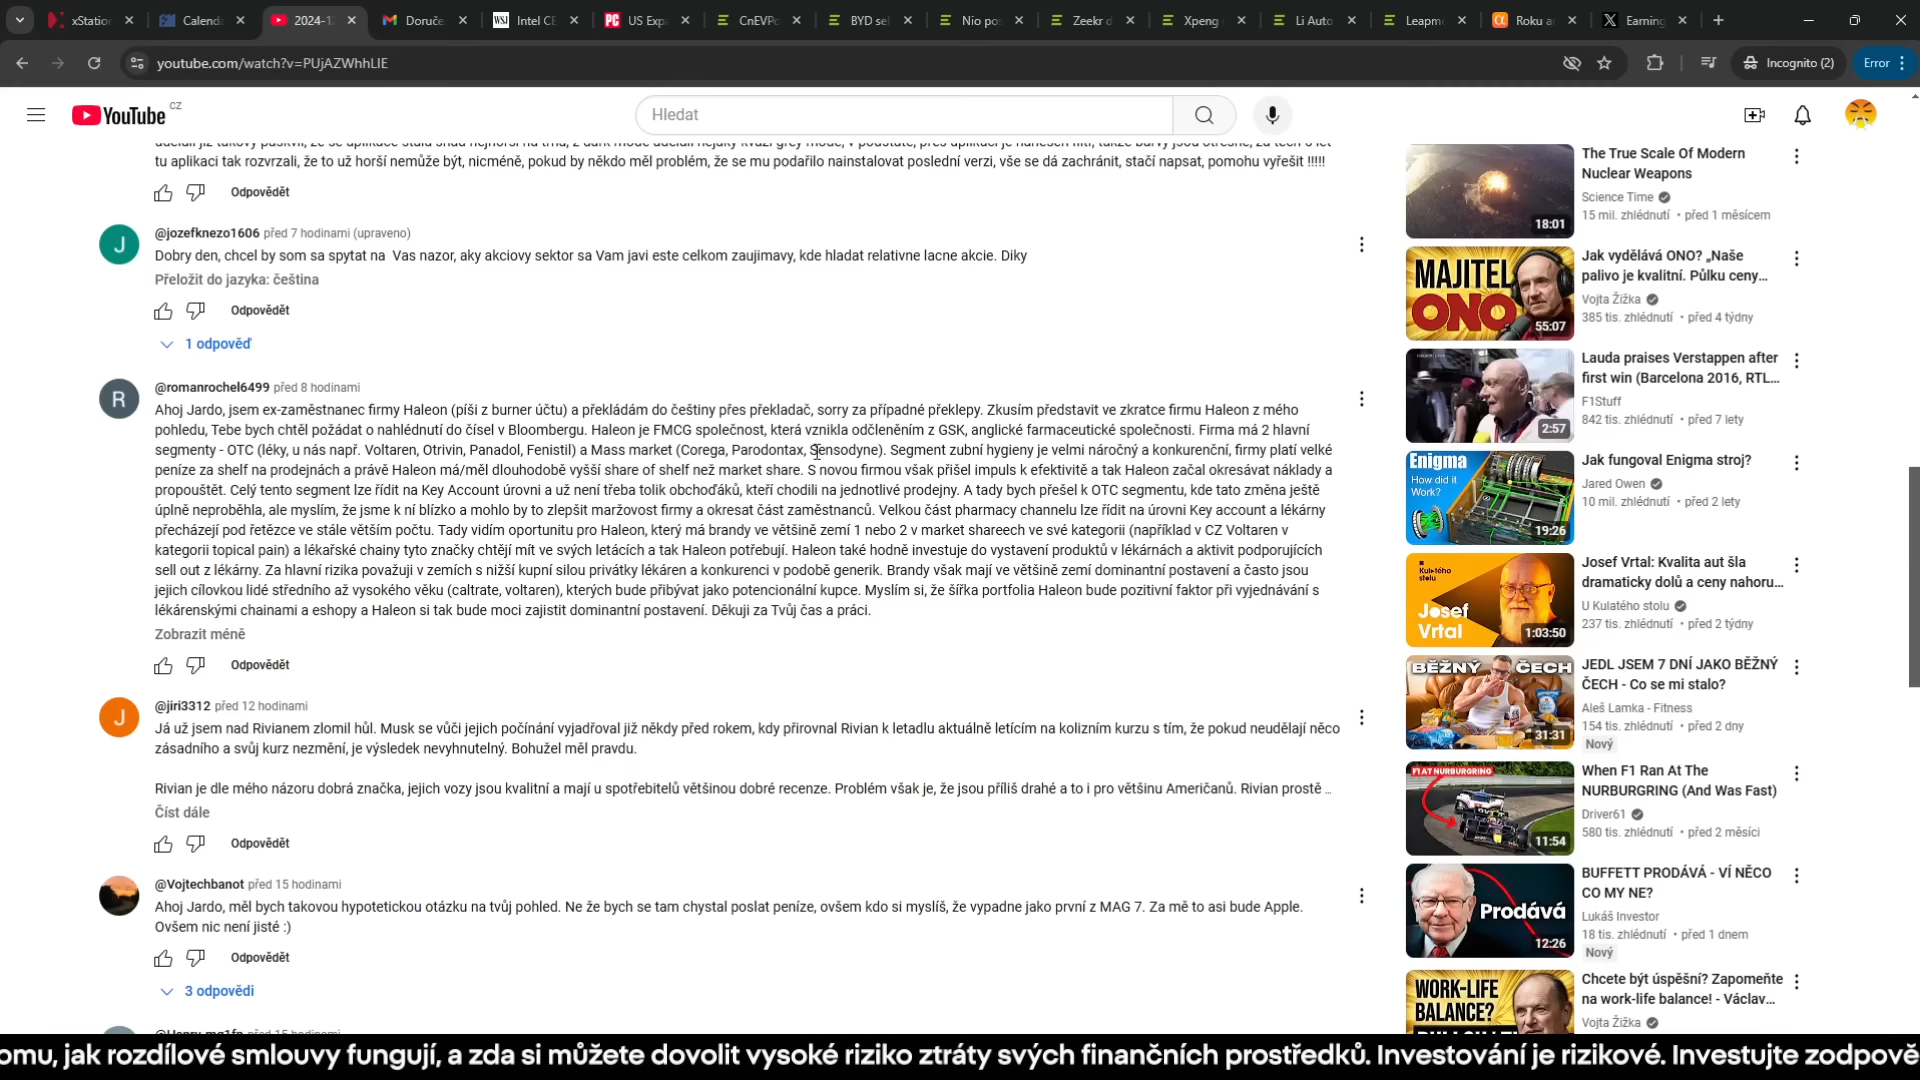 xStation
Calenda
2024-1
Doruče
Intel CE
US Exp
CnEVPo
BYD sel
Nio po
Zeekr d
Xpeng
Li Auto
Leapm
Roku a
Earning
youtube.com/watch?v=PUjAZWhhLIE
Incognito (2)
Error
YouTube CZ
Hledat
tu aplikaci tak rozvrzali, že to už horší nemůže být, nicméně, pokud by někdo měl problém, že se mu podařilo nainstalovat poslední verzi, vše se dá zachránit, stačí napsat, pomohu vyřešit !!!!!
Odpovědět
@jozefknezo1606 před 7 hodinami (upraveno)
Dobry den, chcel by som sa spytat na Vas nazor, aky akciovy sektor sa Vam javi este celkom zaujimavy, kde hladat relativne lacne akcie. Diky
Přeložit do jazyka: čeština
Odpovědět
1 odpověď
@romanrochel6499 před 8 hodinami
Ahoj Jardo, jsem ex-zaměstnanec firmy Haleon (píši z burner účtu) a překládám do češtiny přes překladač, sorry za případné překlepy. Zkusím představit ve zkratce firmu Haleon z mého
pohledu, Tebe bych chtěl požádat o nahlédnutí do čísel v Bloombergu. Haleon je FMCG společnost, která vznikla odčleněním z GSK, anglické farmaceutické společnosti. Firma má 2 hlavní
segmenty - OTC (léky, u nás např. Voltaren, Otrivin, Panadol, Fenistil) a Mass market (Corega, Parodontax, Sensodyne). Segment zubní hygieny je velmi náročný a konkurenční, firmy platí velké
peníze za shelf na prodejnách a právě Haleon má/měl dlouhodobě vyšší share of shelf než market share. S novou firmou však přišel impuls k efektivitě a tak Haleon začal okresávat náklady a
propouštět. Celý tento segment lze řídit na Key Account úrovni a už není třeba tolik obchoďáků, kteří chodili na jednotlivé prodejny. A tady bych přešel k OTC segmentu, kde tato změna ještě
úplně neproběhla, ale myslím, že jsme k ní blízko a mohlo by to zlepšit maržovost firmy a okresat část zaměstnanců. Velkou část pharmacy channelu lze řídit na úrovni Key account a lékárny
přecházejí pod řetězce ve stále větším počtu. Tady vidím oportunitu pro Haleon, který má brandy ve většině zemí 1 nebo 2 v market shareech ve své kategorii (například v CZ Voltaren v
kategorii topical pain) a lékařské chainy tyto značky chtějí mít ve svých letácích a tak Haleon potřebují. Haleon také hodně investuje do vystavení produktů v lékárnách a aktivit podporujících
sell out z lékárny. Za hlavní rizika považuji v zemích s nižší kupní silou privátky lékáren a konkurenci v podobě generik. Brandy však mají ve většině zemí dominantní postavení a často jsou
jejich cílovkou lidé středního až vysokého věku (caltrate, voltaren), kterých bude přibývat jako potencionální kupce. Myslím si, že šířka portfolia Haleon bude pozitivní faktor při vyjednávání s
lékárenskými chainami a eshopy a Haleon si tak bude moci zajistit dominantní postavení. Děkuji za Tvůj čas a práci.
Zobrazit méně
Odpovědět
@jiri3312 před 12 hodinami
Já už jsem nad Rivianem zlomil hůl. Musk se vůči jejich počínání vyjadřoval již někdy před rokem, kdy přirovnal Rivian k letadlu aktuálně letícím na kolizním kurzu s tím, že pokud neudělají něco
zásadního a svůj kurz nezmění, je výsledek nevyhnutelný. Bohužel měl pravdu.
Rivian je dle mého názoru dobrá značka, jejich vozy jsou kvalitní a mají u spotřebitelů většinou dobré recenze. Problém však je, že jsou příliš drahé a to i pro většinu Američanů. Rivian prostě ...
Číst dále
Odpovědět
@Vojtechbanot před 15 hodinami
Ahoj Jardo, měl bych takovou hypotetickou otázku na tvůj pohled. Ne že bych se tam chystal poslat peníze, ovšem kdo si myslíš, že vypadne jako první z MAG 7. Za mě to asi bude Apple.
Ovšem nic není jisté :)
Odpovědět
3 odpovědi
18:01
The True Scale Of Modern
Nuclear Weapons
Science Time
15 mil. zhlédnutí • před 1 měsícem
MAJITEL
ONO
55:07
Jak vydělává ONO? „Naše
palivo je kvalitní. Půlku ceny...
Vojta Žižka
385 tis. zhlédnutí • před 4 týdny
2:57
Lauda praises Verstappen after
first win (Barcelona 2016, RTL...
F1Stuff
842 tis. zhlédnutí • před 7 lety
Enigma
How did it
Work?
19:26
Jak fungoval Enigma stroj?
Jared Owen
10 mil. zhlédnutí • před 2 lety
Kulatého
stolu
Josef
Vrtal
1:03:50
Josef Vrtal: Kvalita aut šla
dramaticky dolů a ceny nahoru...
U Kulatého stolu
237 tis. zhlédnutí • před 2 týdny
BĚŽNÝ ČECH
31:31
JEDL JSEM 7 DNÍ JAKO BĚŽNÝ
ČECH - Co se mi stalo?
Aleš Lamka - Fitness
154 tis. zhlédnutí • před 2 dny
Nový
F1 AT NURBURGRING
11:54
When F1 Ran At The
NURBURGRING (And Was Fast)
Driver61
580 tis. zhlédnutí • před 2 měsíci
Prodává
12:26
BUFFETT PRODÁVÁ - VÍ NĚCO
CO MY NE?
Lukáš Investor
18 tis. zhlédnutí • před 1 dnem
Nový
WORK-LIFE
BALANCE?
Chcete být úspěšní? Zapomeňte
na work-life balance! - Václav...
Vojta Žižka
omu, jak rozdílové smlouvy fungují, a zda si můžete dovolit vysoké riziko ztráty svých finančních prostředků. Investování je rizikové. Investujte zodpově